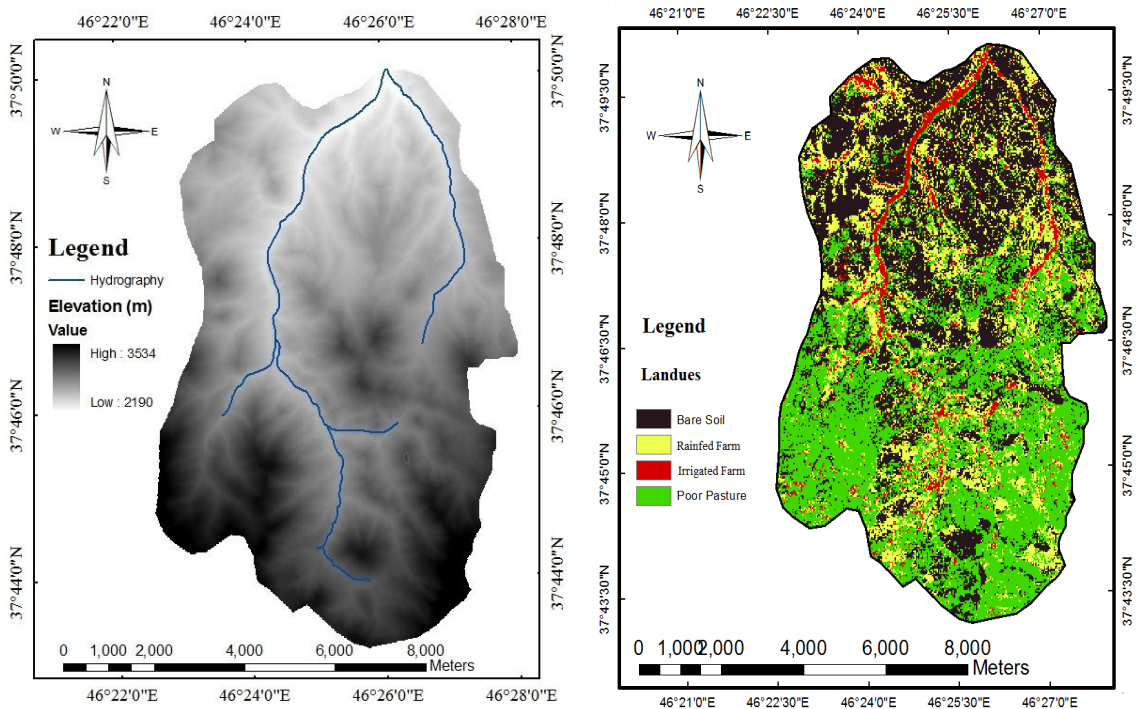 46°22'0"E 46°24'0"E 46°26'0"E 46°28'0"E
37°50'0"N
37°48'0"N
37°46'0"N
37°44'0"N
N
W E
S
Legend
Hydrography
Elevation (m)
Value
High : 3534
Low : 2190
37°50'0"N
37°48'0"N
37°46'0"N
37°44'0"N
0 1,000 2,000 4,000 6,000 8,000
Meters
46°22'0"E 46°24'0"E 46°26'0"E 46°28'0"E
46°21'0"E 46°22'30"E 46°24'0"E 46°25'30"E 46°27'0"E
37°49'30"N
37°48'0"N
37°46'30"N
37°45'0"N
37°43'30"N
N
W E
S
Legend
Landues
Bare Soil
Rainfed Farm
Irrigated Farm
Poor Pasture
37°49'30"N
37°48'0"N
37°46'30"N
37°45'0"N
37°43'30"N
0 1,0002,000 4,000 6,000 8,000
Meters
46°21'0"E 46°22'30"E 46°24'0"E 46°25'30"E 46°27'0"E